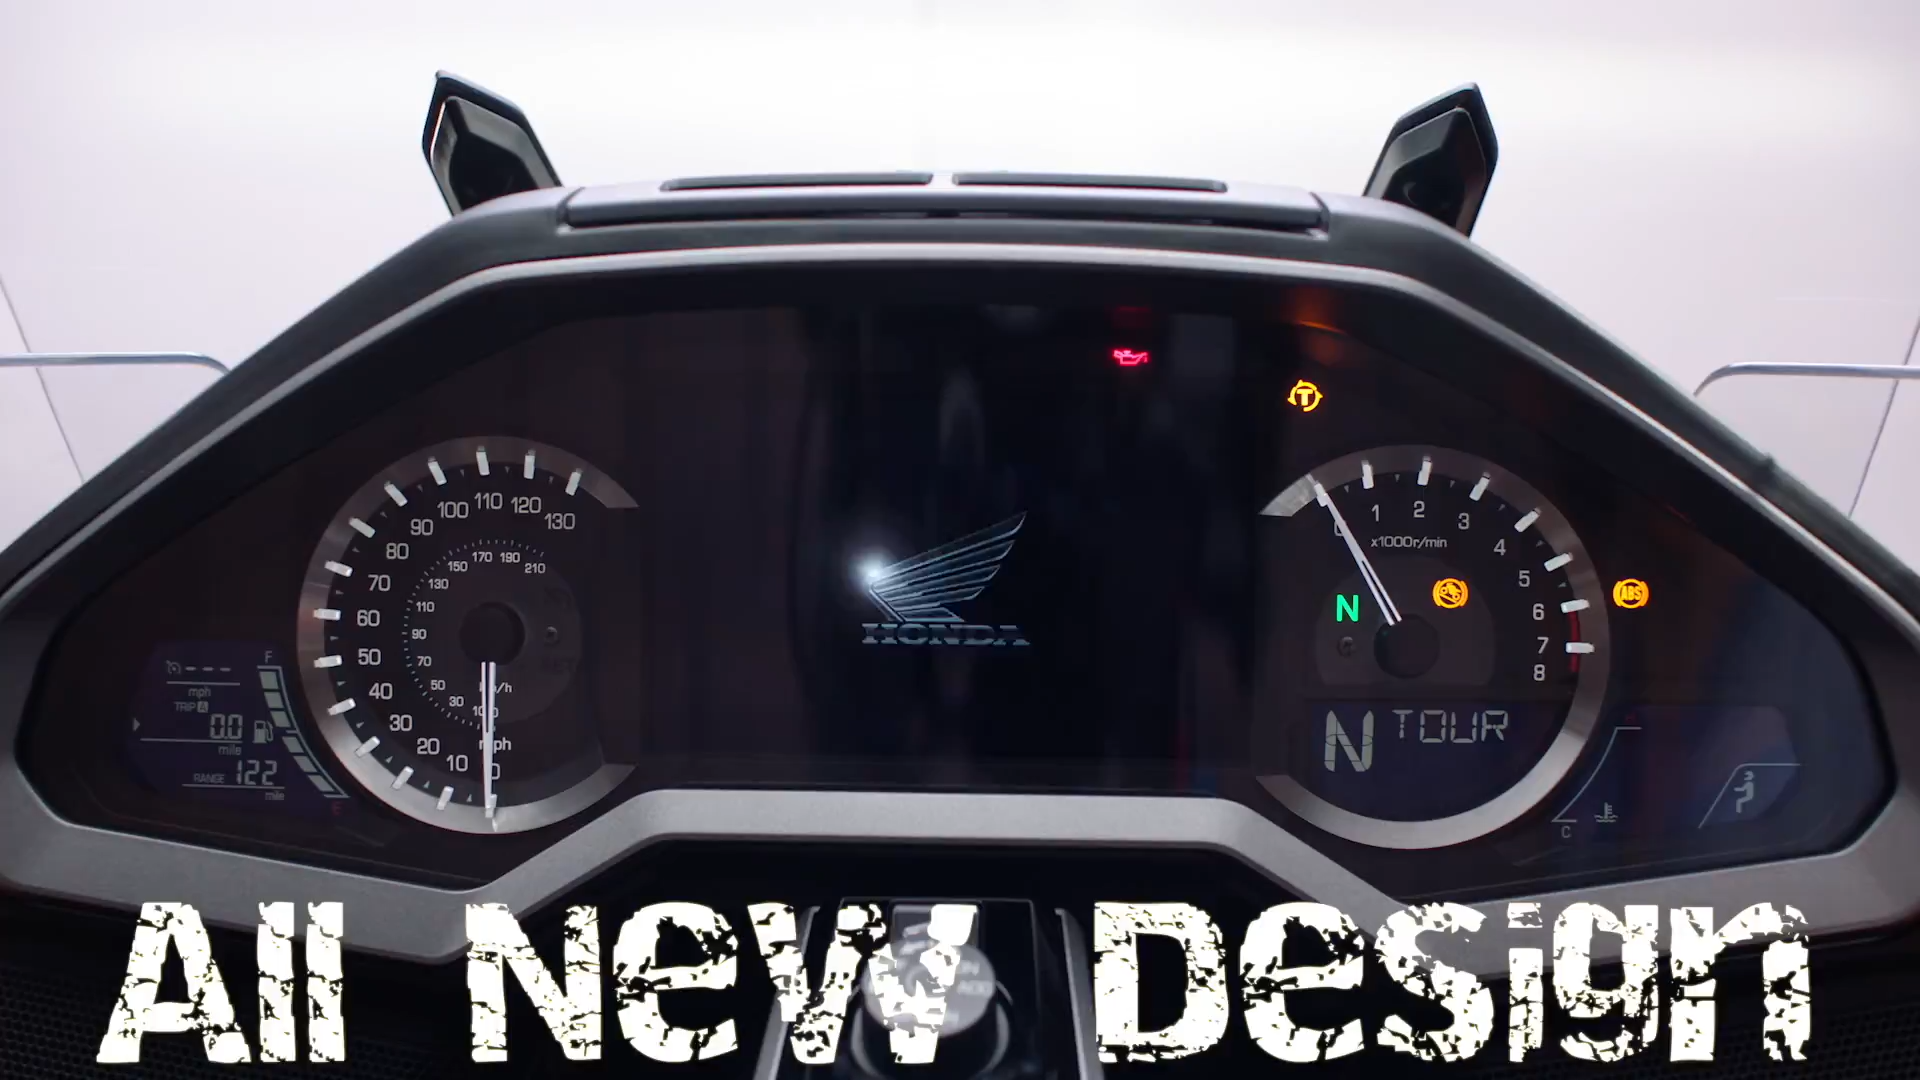 HONDA
100 110 120
90 130
80
70
60
50
40
30
20
10
mph
170 190
150 210
130
110
90
70
50
30
F
mph
TRIP A
0.0
mile
RANGE 122
mile
1 2 3
4
5
6
7
8
x1000r/min
T
N
ABS
N TOUR
C
All New Design